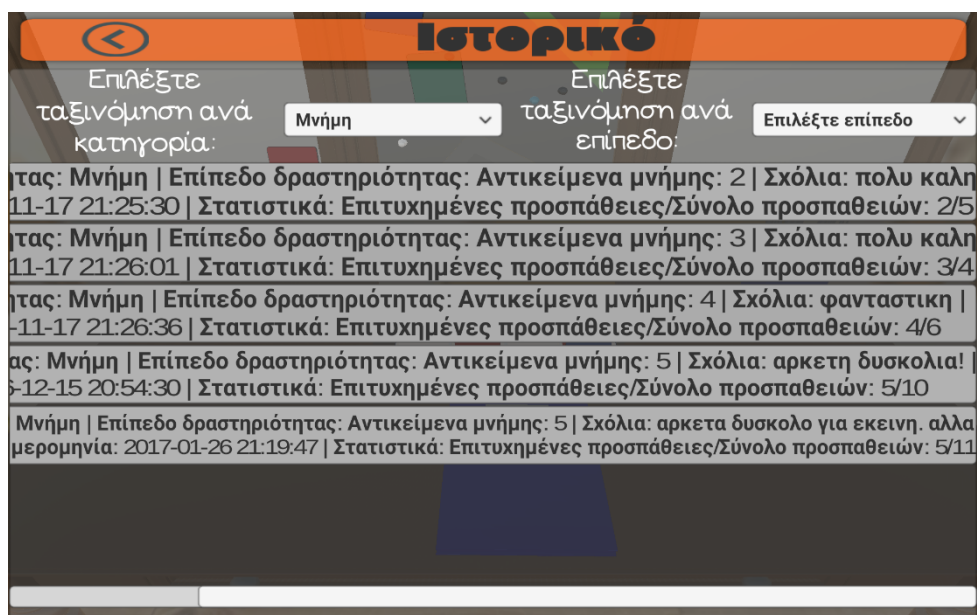 Ιστορικό
Επιλέξτε
ταξινόμηση ανά
κατηγορία:
Μνήμη
Επιλέξτε
ταξινόμηση ανά
επίπεδο:
Επιλέξτε επίπεδο
ητας: Μνήμη | Επίπεδο δραστηριότητας: Αντικείμενα μνήμης: 2 | Σχόλια: πολυ καλη
11-17 21:25:30 | Στατιστικά: Επιτυχημένες προσπάθειες/Σύνολο προσπαθειών: 2/5
ητας: Μνήμη | Επίπεδο δραστηριότητας: Αντικείμενα μνήμης: 3 | Σχόλια: πολυ καλη
11-17 21:26:01 | Στατιστικά: Επιτυχημένες προσπάθειες/Σύνολο προσπαθειών: 3/4
ητας: Μνήμη | Επίπεδο δραστηριότητας: Αντικείμενα μνήμης: 4 | Σχόλια: φανταστικη |
-11-17 21:26:36 | Στατιστικά: Επιτυχημένες προσπάθειες/Σύνολο προσπαθειών: 4/6
ας: Μνήμη | Επίπεδο δραστηριότητας: Αντικείμενα μνήμης: 5 | Σχόλια: αρκετη δυσκολια! |
6-12-15 20:54:30 | Στατιστικά: Επιτυχημένες προσπάθειες/Σύνολο προσπαθειών: 5/10
Μνήμη | Επίπεδο δραστηριότητας: Αντικείμενα μνήμης: 5 | Σχόλια: αρκετα δυσκολο για εκεινη. αλλα
μερομηνία: 2017-01-26 21:19:47 | Στατιστικά: Επιτυχημένες προσπάθειες/Σύνολο προσπαθειών: 5/11